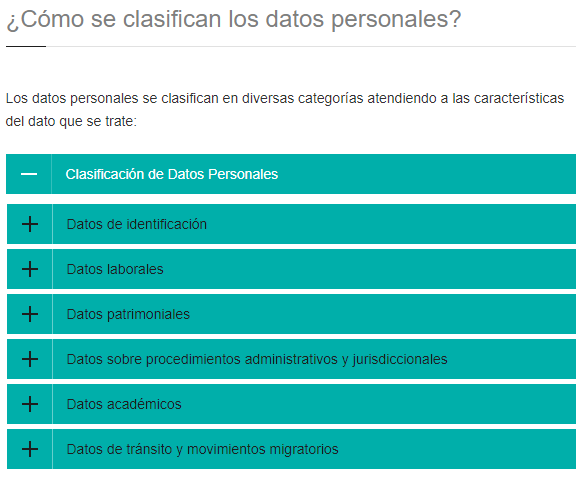 ¿Cómo se clasifican los datos personales?
Los datos personales se clasifican en diversas categorías atendiendo a las características
del dato que se trate:
Clasificación de Datos Personales
Datos de identificación
Datos laborales
Datos patrimoniales
Datos sobre procedimientos administrativos y jurisdiccionales
Datos académicos
Datos de tránsito y movimientos migratorios